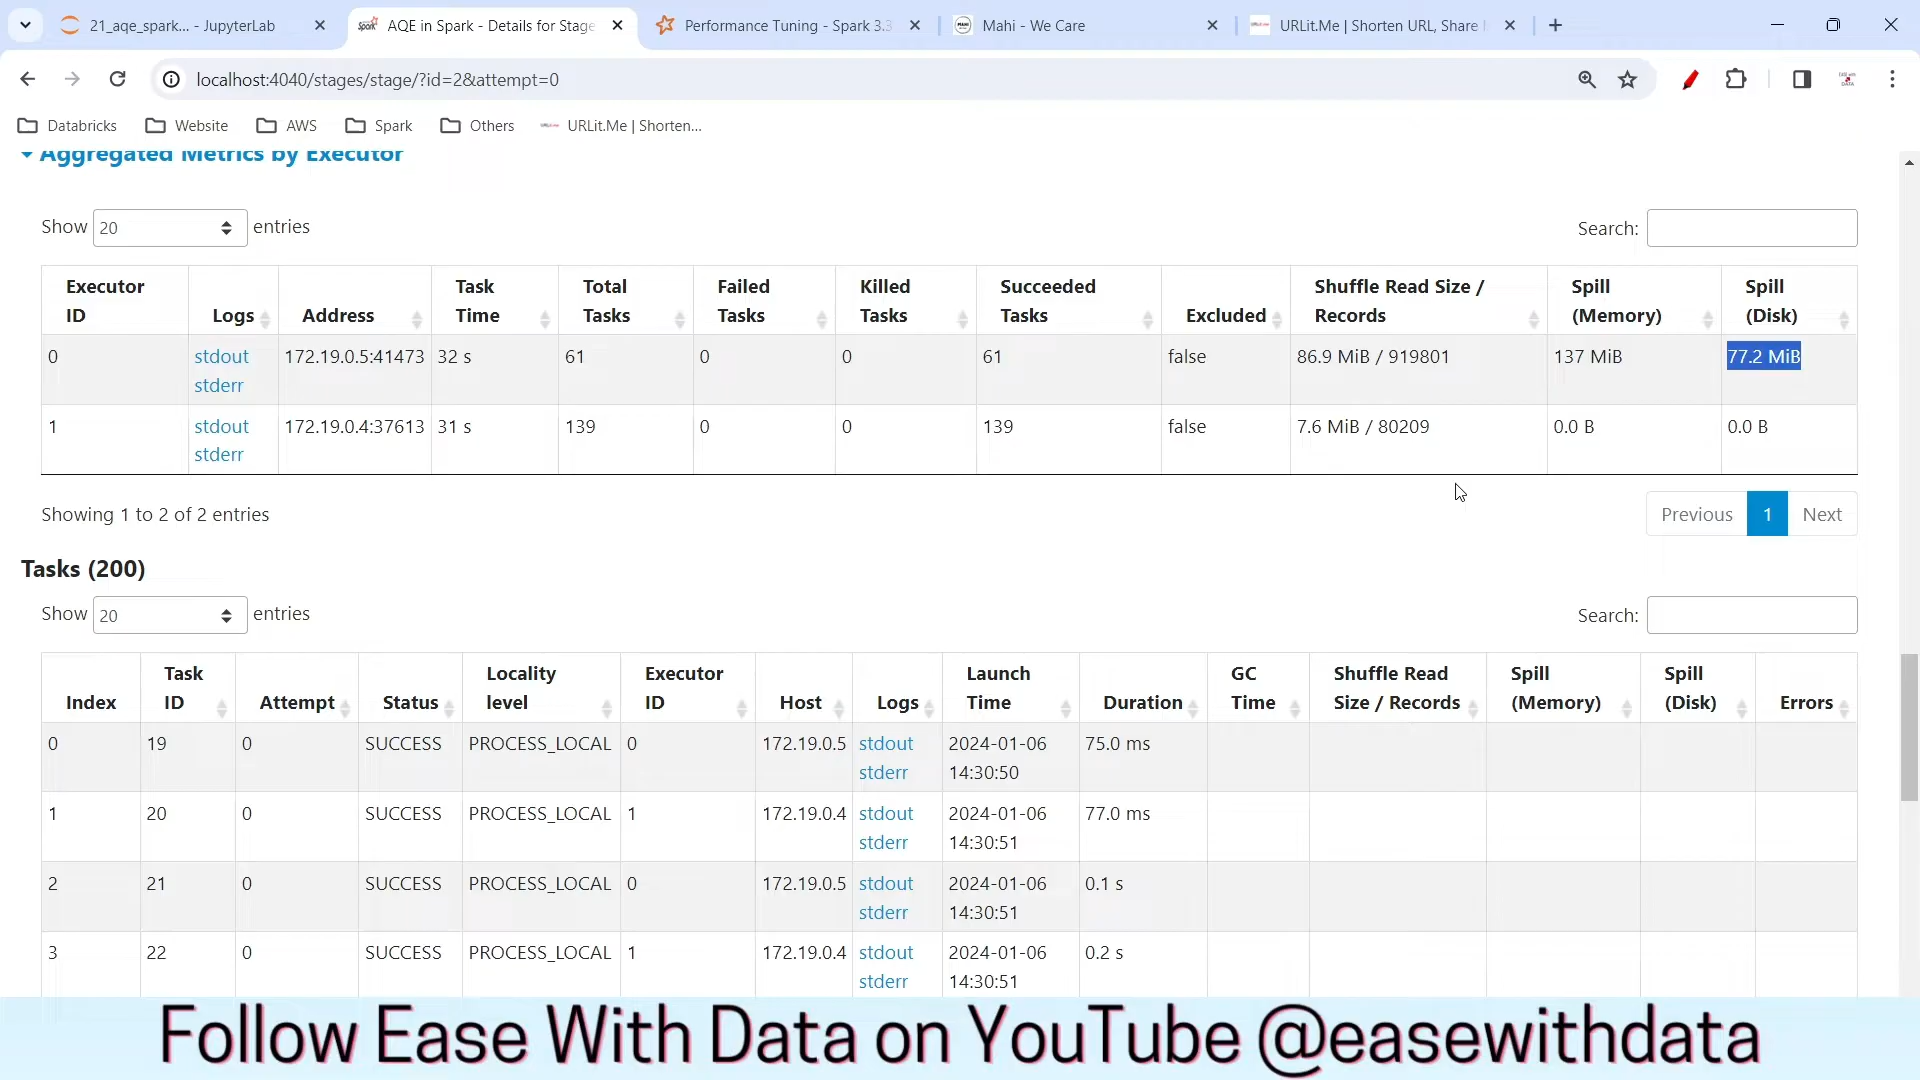 21_aqe_spark... - JupyterLab
AQE in Spark - Details for Stage
Performance Tuning - Spark 3.3
Mahi - We Care
URLit.Me | Shorten URL, Share
localhost:4040/stages/stage/?id=2&attempt=0
Databricks Website AWS Spark Others URLit.Me | Shorten...
Aggregated Metrics by Executor
Show 20 entries Search:
Executor ID Logs Address Task Time Total Tasks Failed Tasks Killed Tasks Succeeded Tasks Excluded Shuffle Read Size / Records Spill (Memory) Spill (Disk)
0 stdout 172.19.0.5:41473 32 s 61 0 0 61 false 86.9 MiB / 919801 137 MiB 77.2 MiB
stderr
1 stdout 172.19.0.4:37613 31 s 139 0 0 139 false 7.6 MiB / 80209 0.0 B 0.0 B
stderr
Showing 1 to 2 of 2 entries Previous 1 Next
Tasks (200)
Show 20 entries Search:
Index Task ID Attempt Status Locality level Executor ID Host Logs Launch Time Duration GC Time Shuffle Read Size / Records Spill (Memory) Spill (Disk) Errors
0 19 0 SUCCESS PROCESS_LOCAL 0 172.19.0.5 stdout 2024-01-06 75.0 ms
stderr 14:30:50
1 20 0 SUCCESS PROCESS_LOCAL 1 172.19.0.4 stdout 2024-01-06 77.0 ms
stderr 14:30:51
2 21 0 SUCCESS PROCESS_LOCAL 0 172.19.0.5 stdout 2024-01-06 0.1 s
stderr 14:30:51
3 22 0 SUCCESS PROCESS_LOCAL 1 172.19.0.4 stdout 2024-01-06 0.2 s
stderr 14:30:51
Follow Ease With Data on YouTube @easewithdata